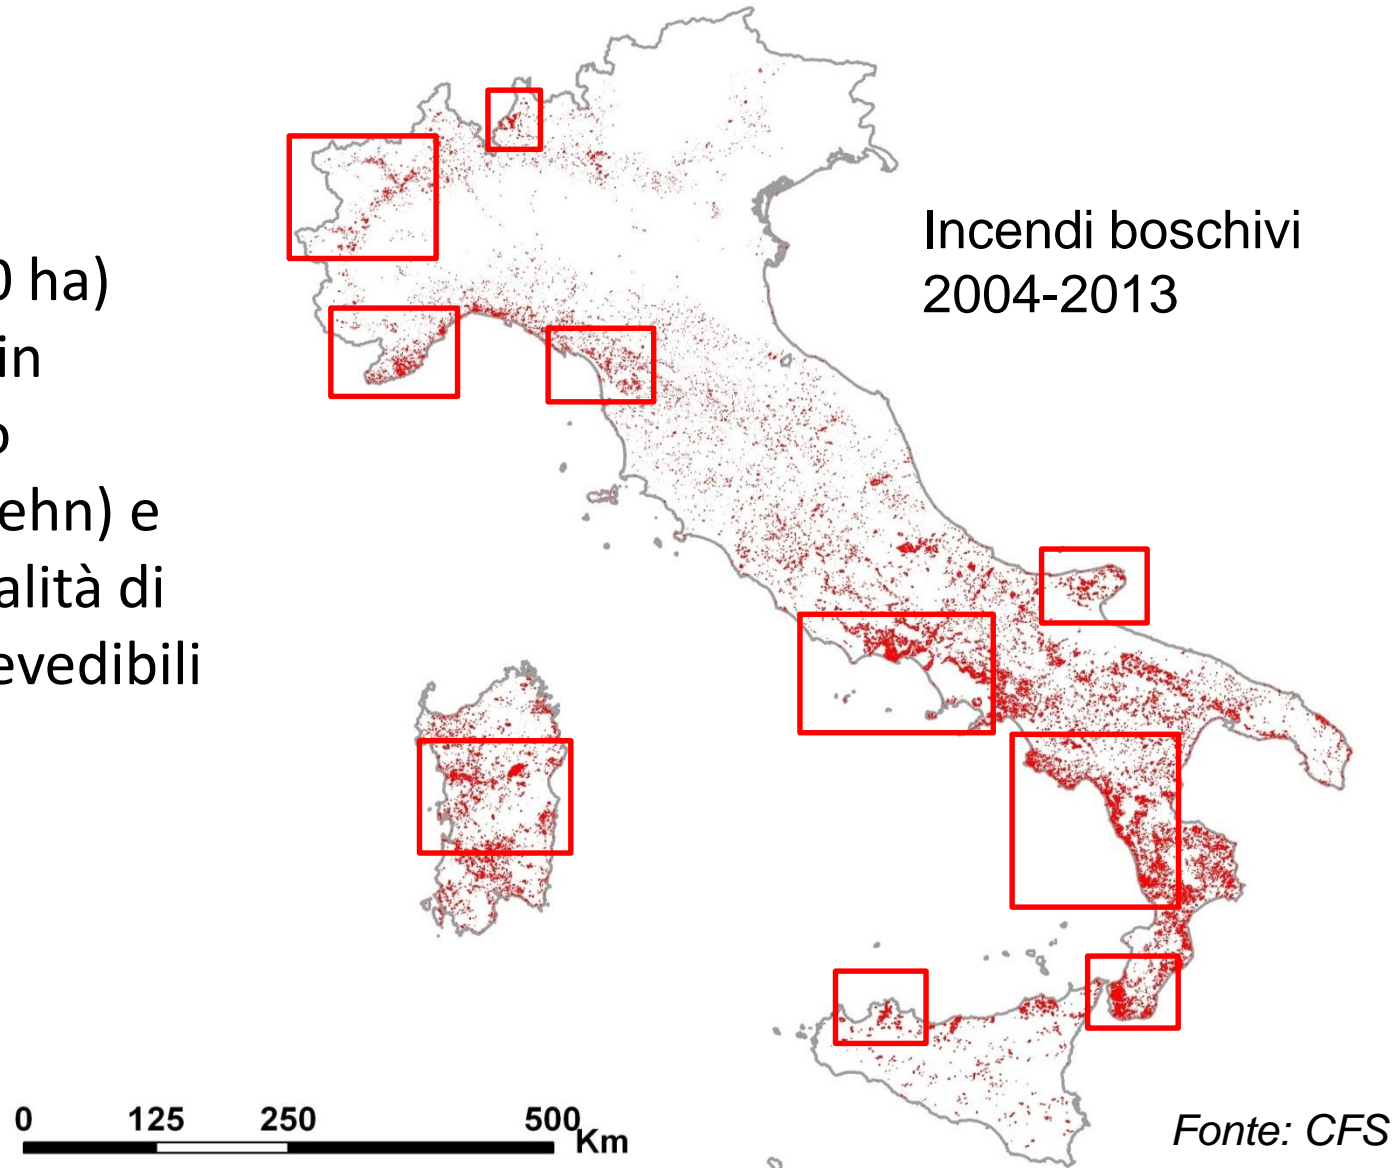 0 ha)
in
o
ehn) e
alità di
evedibili
Incendi boschivi
2004-2013
0 125 250 500 Km
Fonte: CFS